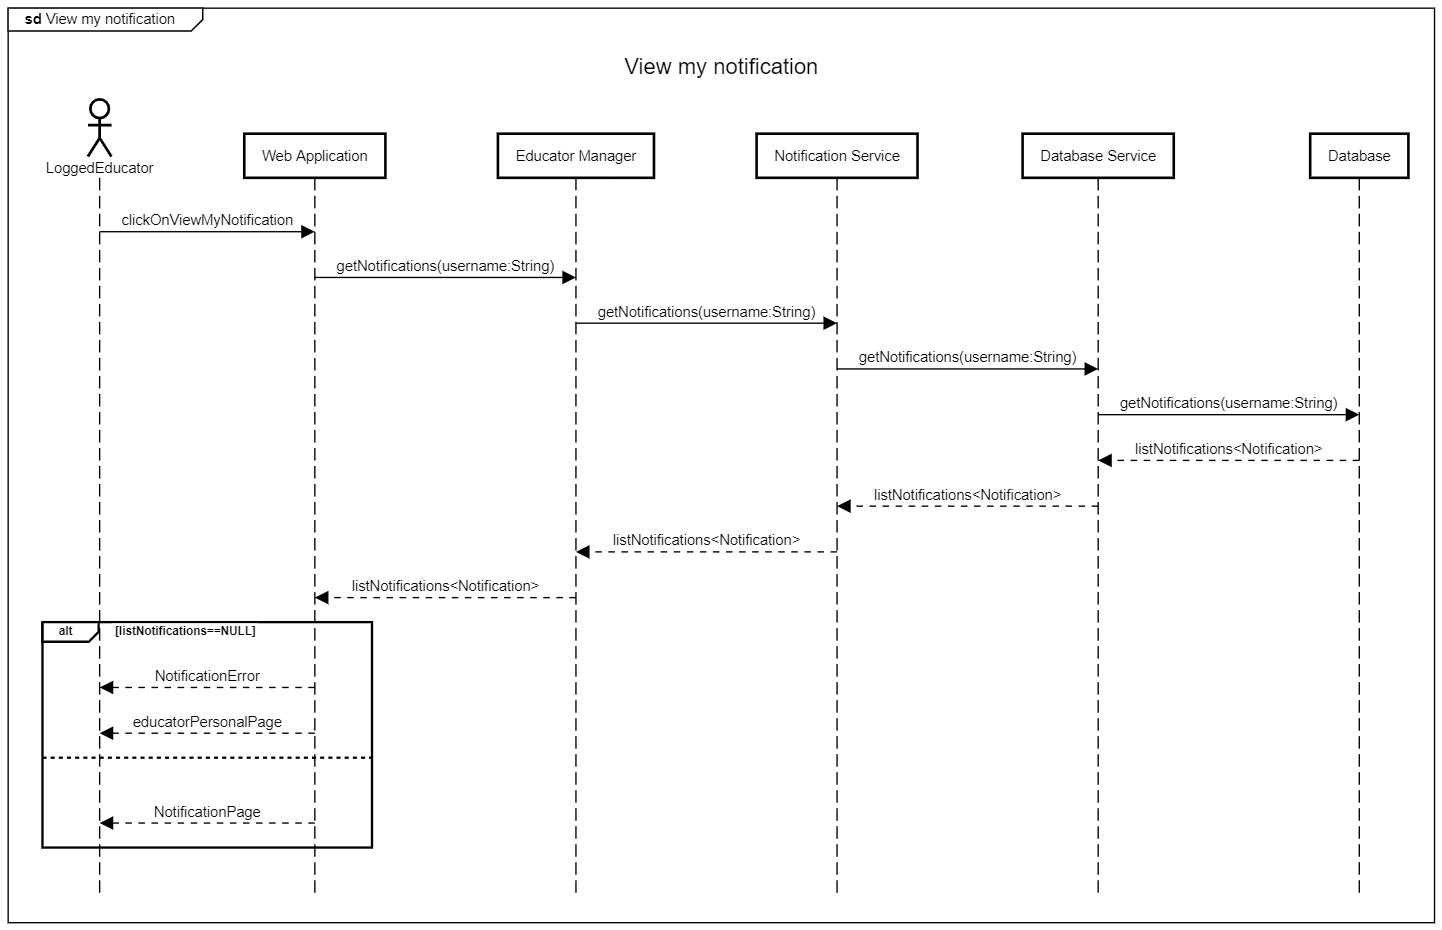 sd View my notification
View my notification
LoggedEducator
Web Application
Educator Manager
Notification Service
Database Service
Database
clickOnViewMyNotification
getNotifications(username:String)
getNotifications(username:String)
getNotifications(username:String)
getNotifications(username:String)
listNotifications<Notification>
listNotifications<Notification>
listNotifications<Notification>
listNotifications<Notification>
alt [listNotifications==NULL]
NotificationError
educatorPersonalPage
NotificationPage